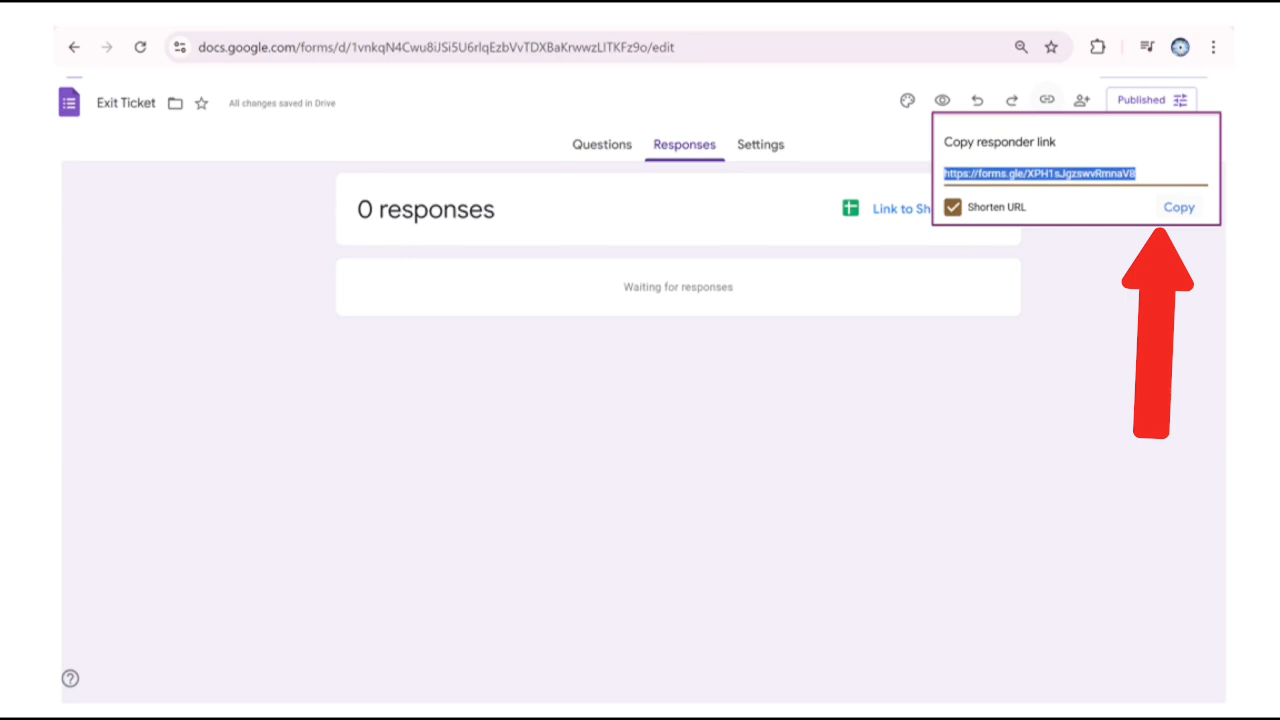 docs.google.com/forms/d/1vnkqN4Cwu8iJSi5U6rlqEzbVvTDXBaKrwwzLlTKFz9o/edit
Exit Ticket
All changes saved in Drive
Published
Questions
Responses
Settings
Copy responder link
https://forms.gle/XPH1sJgzswvRmnaV8
Shorten URL
Copy
0 responses
Link to Sh
Waiting for responses